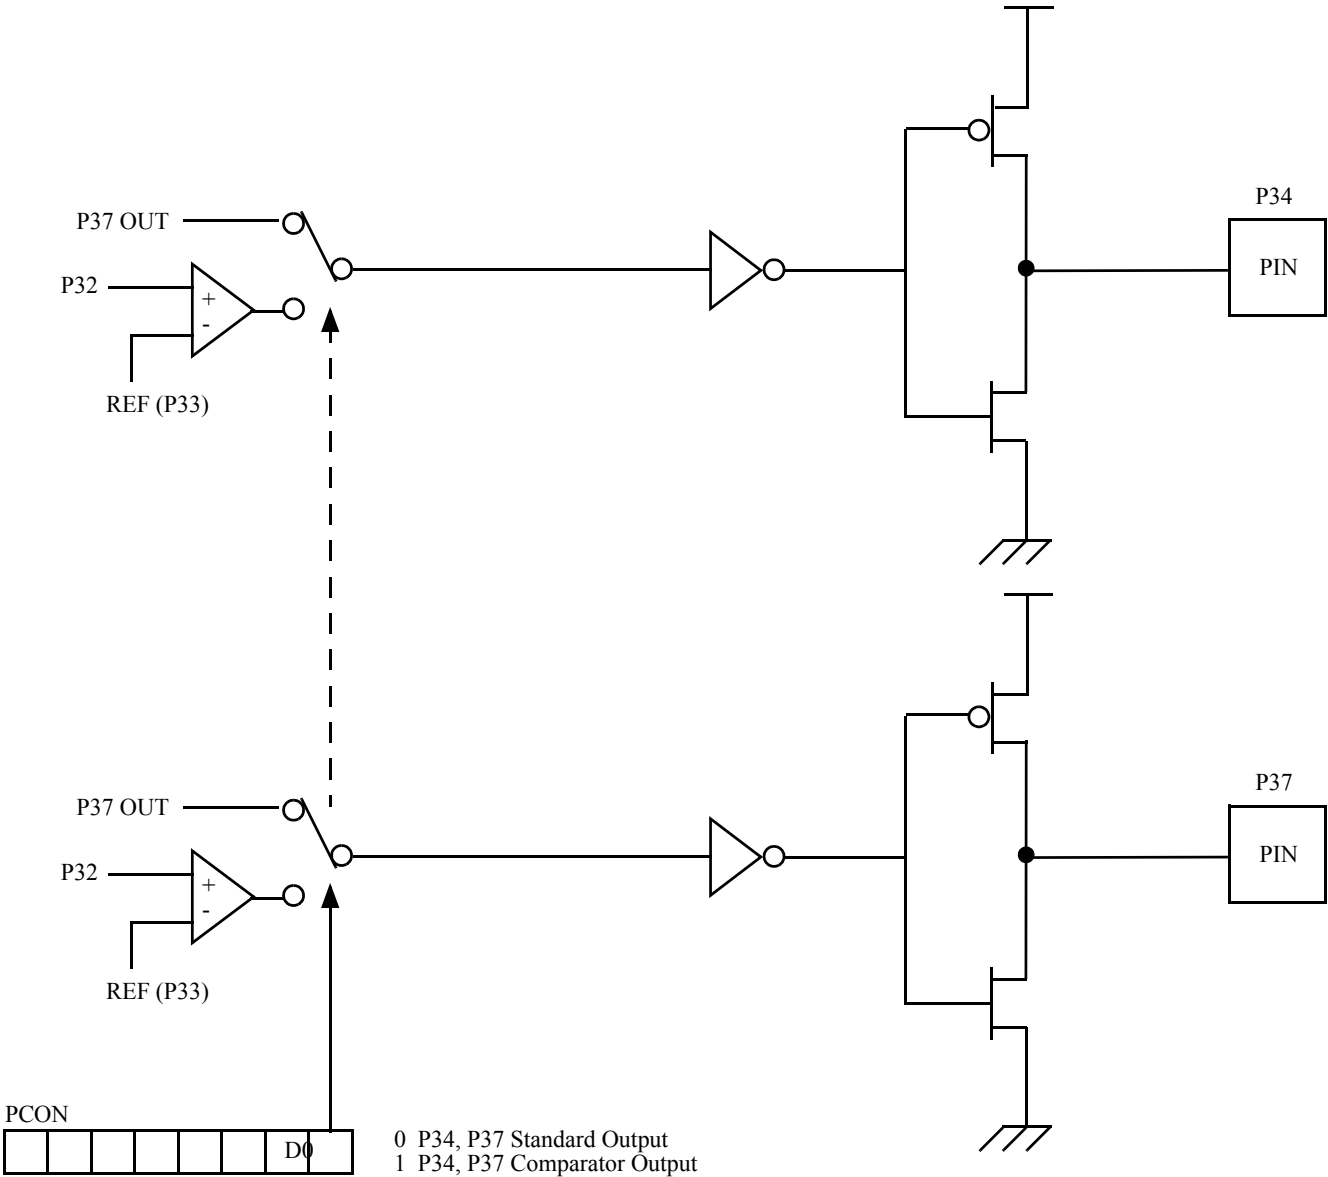 P34
P37 OUT
P32
+
-
PIN
REF (P33)
P37
P37 OUT
P32
+
-
PIN
REF (P33)
PCON
D0
0 P34, P37 Standard Output
1 P34, P37 Comparator Output